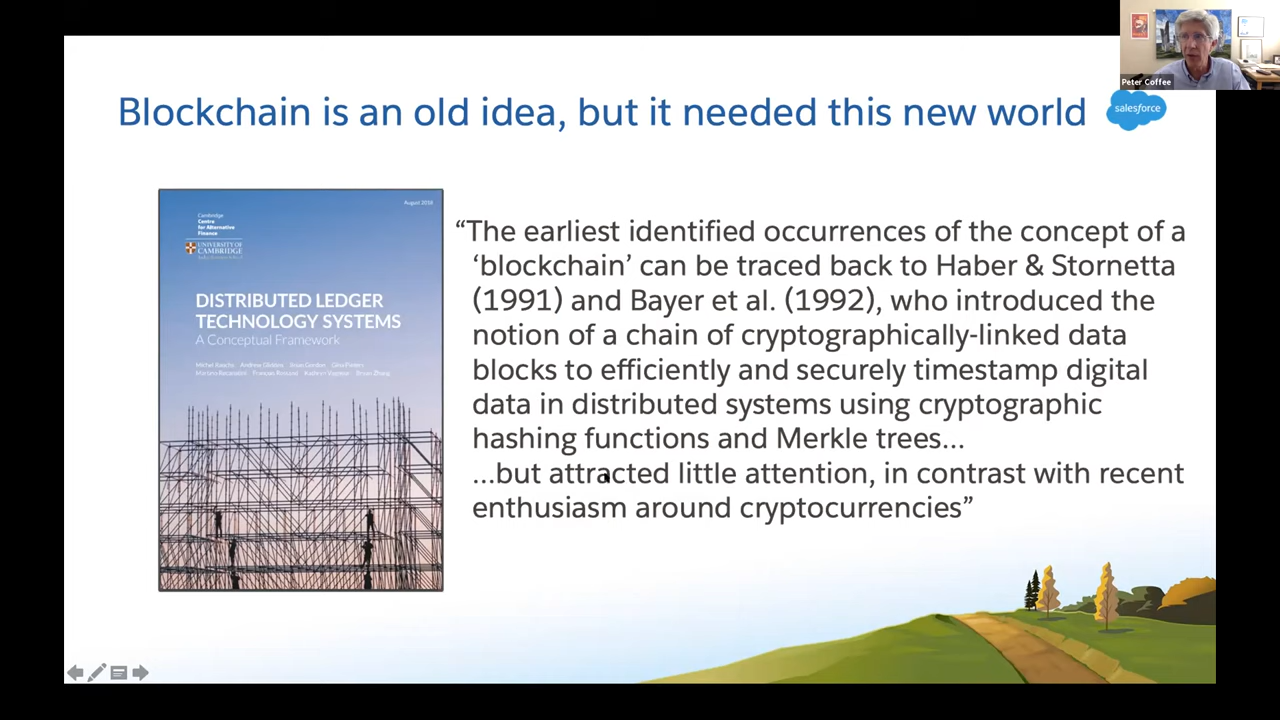 Peter Coffee
Blockchain is an old idea, but it needed this new world
salesforce
August 2018
Cambridge
Centre
for Alternative
Finance
UNIVERSITY OF
CAMBRIDGE
DISTRIBUTED LEDGER
TECHNOLOGY SYSTEMS
A Conceptual Framework
“The earliest identified occurrences of the concept of a
‘blockchain’ can be traced back to Haber & Stornetta
(1991) and Bayer et al. (1992), who introduced the
notion of a chain of cryptographically-linked data
blocks to efficiently and securely timestamp digital
data in distributed systems using cryptographic
hashing functions and Merkle trees…
…but attracted little attention, in contrast with recent
enthusiasm around cryptocurrencies”